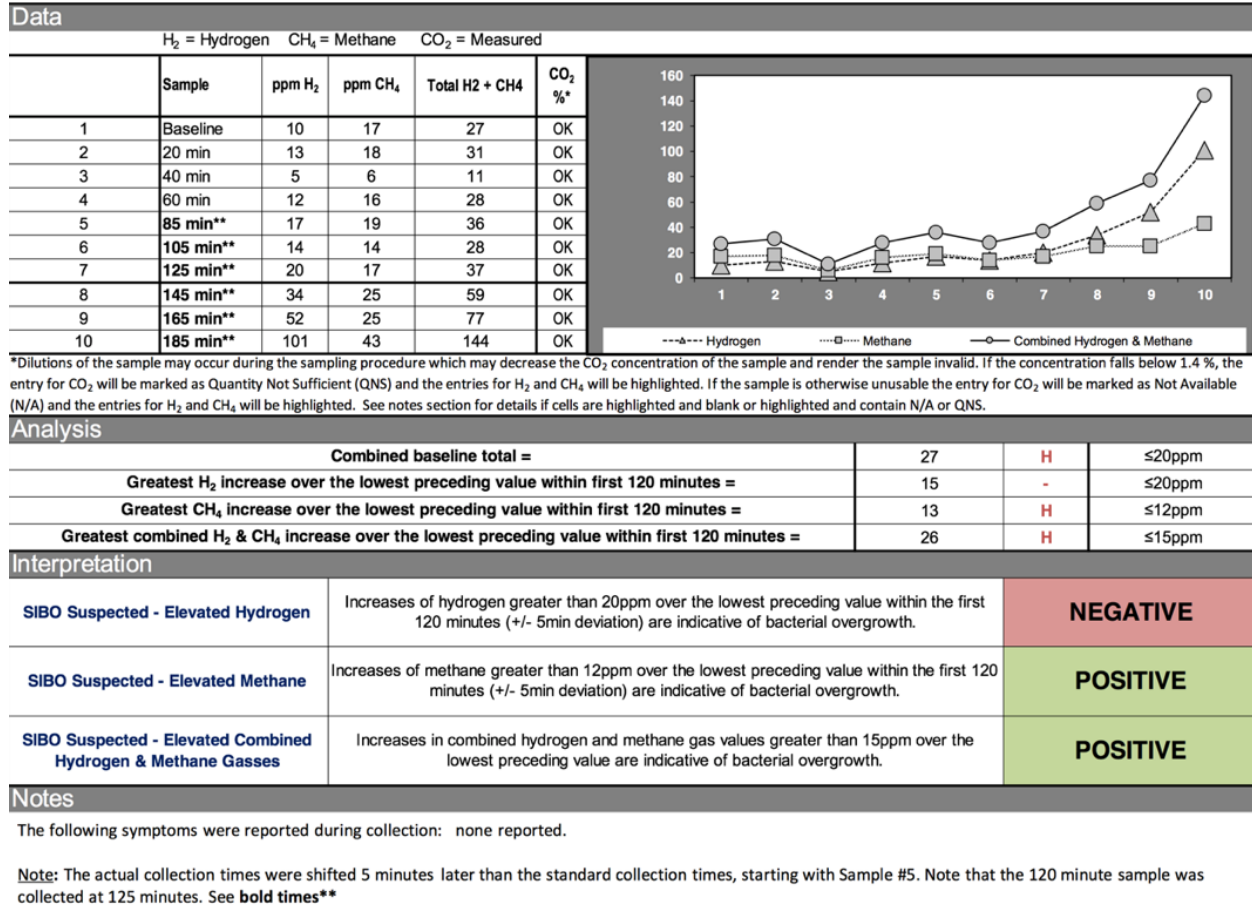 Data
H₂ = Hydrogen CH₄ = Methane CO₂ = Measured
Sample ppm H₂ ppm CH₄ Total H2 + CH4 CO₂ %*
1 Baseline 10 17 27 OK
2 20 min 13 18 31 OK
3 40 min 5 6 11 OK
4 60 min 12 16 28 OK
5 85 min** 17 19 36 OK
6 105 min** 14 14 28 OK
7 125 min** 20 17 37 OK
8 145 min** 34 25 59 OK
9 165 min** 52 25 77 OK
10 185 min** 101 43 144 OK
160
140
120
100
80
60
40
20
0
1 2 3 4 5 6 7 8 9 10
Hydrogen Methane Combined Hydrogen & Methane
*Dilutions of the sample may occur during the sampling procedure which may decrease the CO₂ concentration of the sample and render the sample invalid. If the concentration falls below 1.4 %, the
entry for CO₂ will be marked as Quantity Not Sufficient (QNS) and the entries for H₂ and CH₄ will be highlighted. If the sample is otherwise unusable the entry for CO₂ will be marked as Not Available
(N/A) and the entries for H₂ and CH₄ will be highlighted. See notes section for details if cells are highlighted and blank or highlighted and contain N/A or QNS.
Analysis
Combined baseline total = 27 H ≤20ppm
Greatest H₂ increase over the lowest preceding value within first 120 minutes = 15 - ≤20ppm
Greatest CH₄ increase over the lowest preceding value within first 120 minutes = 13 H ≤12ppm
Greatest combined H₂ & CH₄ increase over the lowest preceding value within first 120 minutes = 26 H ≤15ppm
Interpretation
SIBO Suspected - Elevated Hydrogen
Increases of hydrogen greater than 20ppm over the lowest preceding value within the first
120 minutes (+/- 5min deviation) are indicative of bacterial overgrowth.
NEGATIVE
SIBO Suspected - Elevated Methane
Increases of methane greater than 12ppm over the lowest preceding value within the first 120
minutes (+/- 5min deviation) are indicative of bacterial overgrowth.
POSITIVE
SIBO Suspected - Elevated Combined
Hydrogen & Methane Gasses
Increases in combined hydrogen and methane gas values greater than 15ppm over the
lowest preceding value are indicative of bacterial overgrowth.
POSITIVE
Notes
The following symptoms were reported during collection: none reported.
Note: The actual collection times were shifted 5 minutes later than the standard collection times, starting with Sample #5. Note that the 120 minute sample was
collected at 125 minutes. See bold times**